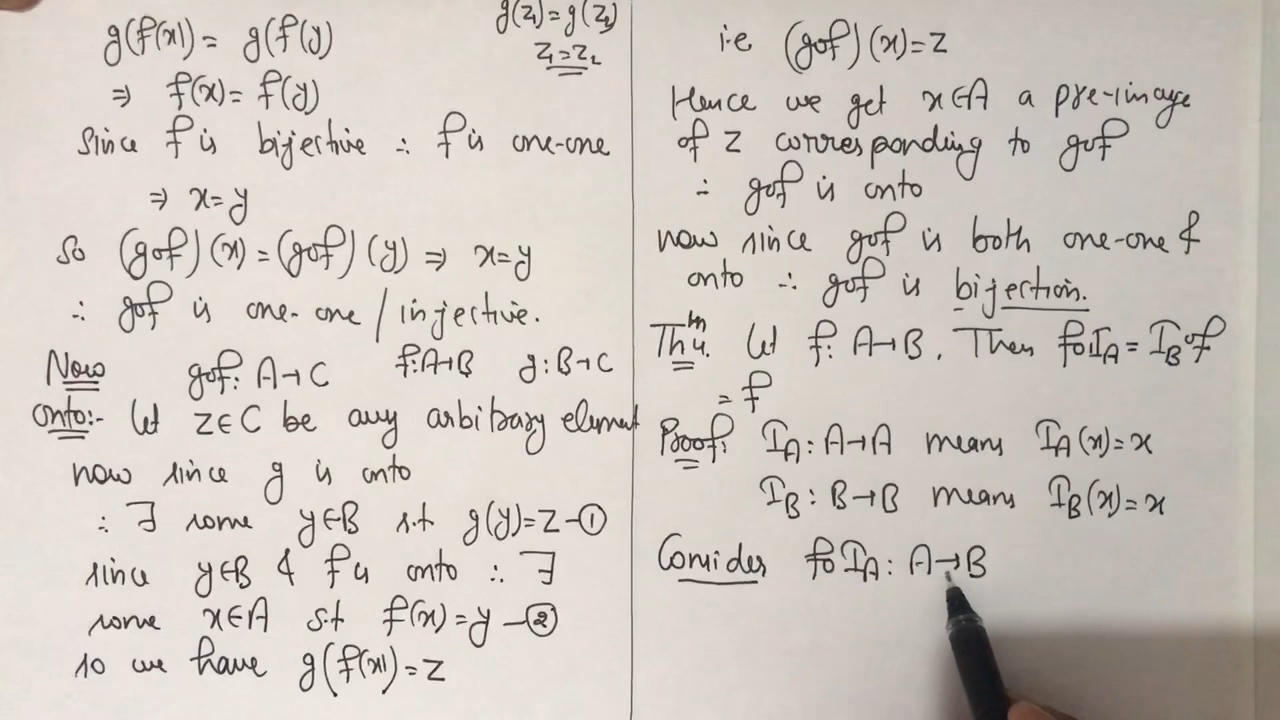 g(f(x)) = g(f(y)
⇒ f(x) = f(y)
g(z₁) = g(z₂)
z₁ = z₂
Since f is bijective ∴ f is one-one
⇒ x = y
So (gof)(x) = (gof)(y) ⇒ x = y
∴ gof is one-one / injective.
Now gof: A→C f: A→B g: B→C
onto:- let z∈C be any arbitrary element
now since g is onto
∴ ∃ some y∈B s.t g(y) = z –①
since y∈B & f is onto ∴ ∃
some x∈A s.t f(x) = y –②
so we have g(f(x)) = z
i.e (gof)(x) = z
Hence we get x∈A a pre-image
of z corresponding to gof
∴ gof is onto
now since gof is both one-one &
onto ∴ gof is bijection.
Thm 4. let f: A→B. Then foI_A = I_B of
= f
Proof: I_A : A→A means I_A(x) = x
I_B : B→B means I_B(x) = x
Consider foI_A : A→B